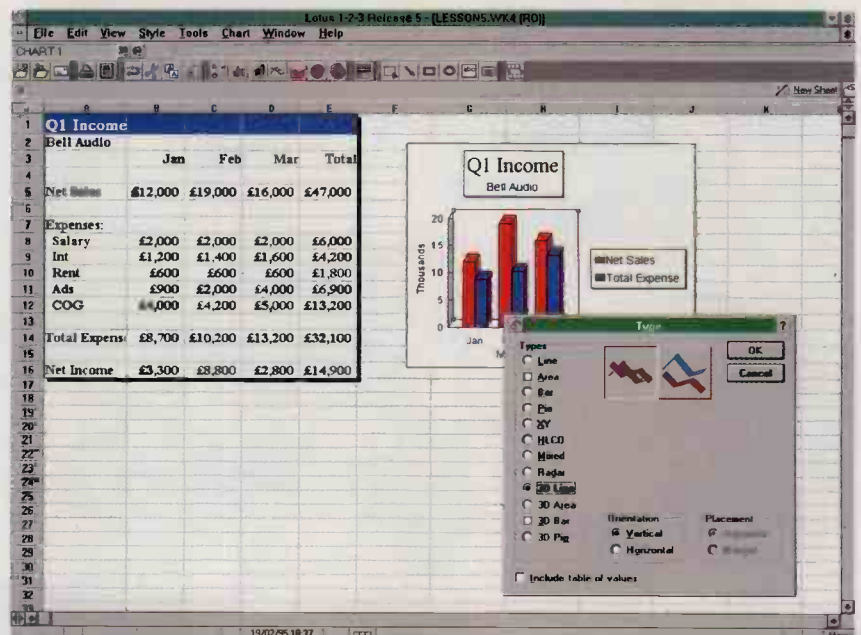 Lotus 1-2-3 Release 5 - [LESSON5.WK4 (RO)]
File Edit View Style Tools Chart Window Help
CHART 1
New Sheet
A B C D E F G H I J K
1 Q1 Income
2 Bell Audio
3 Jan Feb Mar Total
4
5 Net £12,000 £19,000 £16,000 £47,000
6
7 Expenses:
8 Salary £2,000 £2,000 £2,000 £6,000
9 Int £1,200 £1,400 £1,600 £4,200
10 Rent £600 £600 £600 £1,800
11 Ads £900 £2,000 £4,000 £6,900
12 COG £4,200 £5,000 £13,200
13
14 Total Expens £8,700 £10,200 £13,200 £32,100
15
16 Net Income £3,300 £8,800 £2,800 £14,900
17
18
19
20
21
22
23
24
25
26
27
28
29
30
31
32
Q1 Income
Bell Audio
Thousands
20
15
10
5
0
Jan
Net Sales
Total Expense
Type
?
Types
Line
Area
Bar
Pie
XY
HLCO
Mixed
Radar
3D Line
3D Area
3D Bar
3D Pie
OK
Cancel
Orientation
Vertical
Horizontal
Placement
Include table of values
19/02/95 18:37